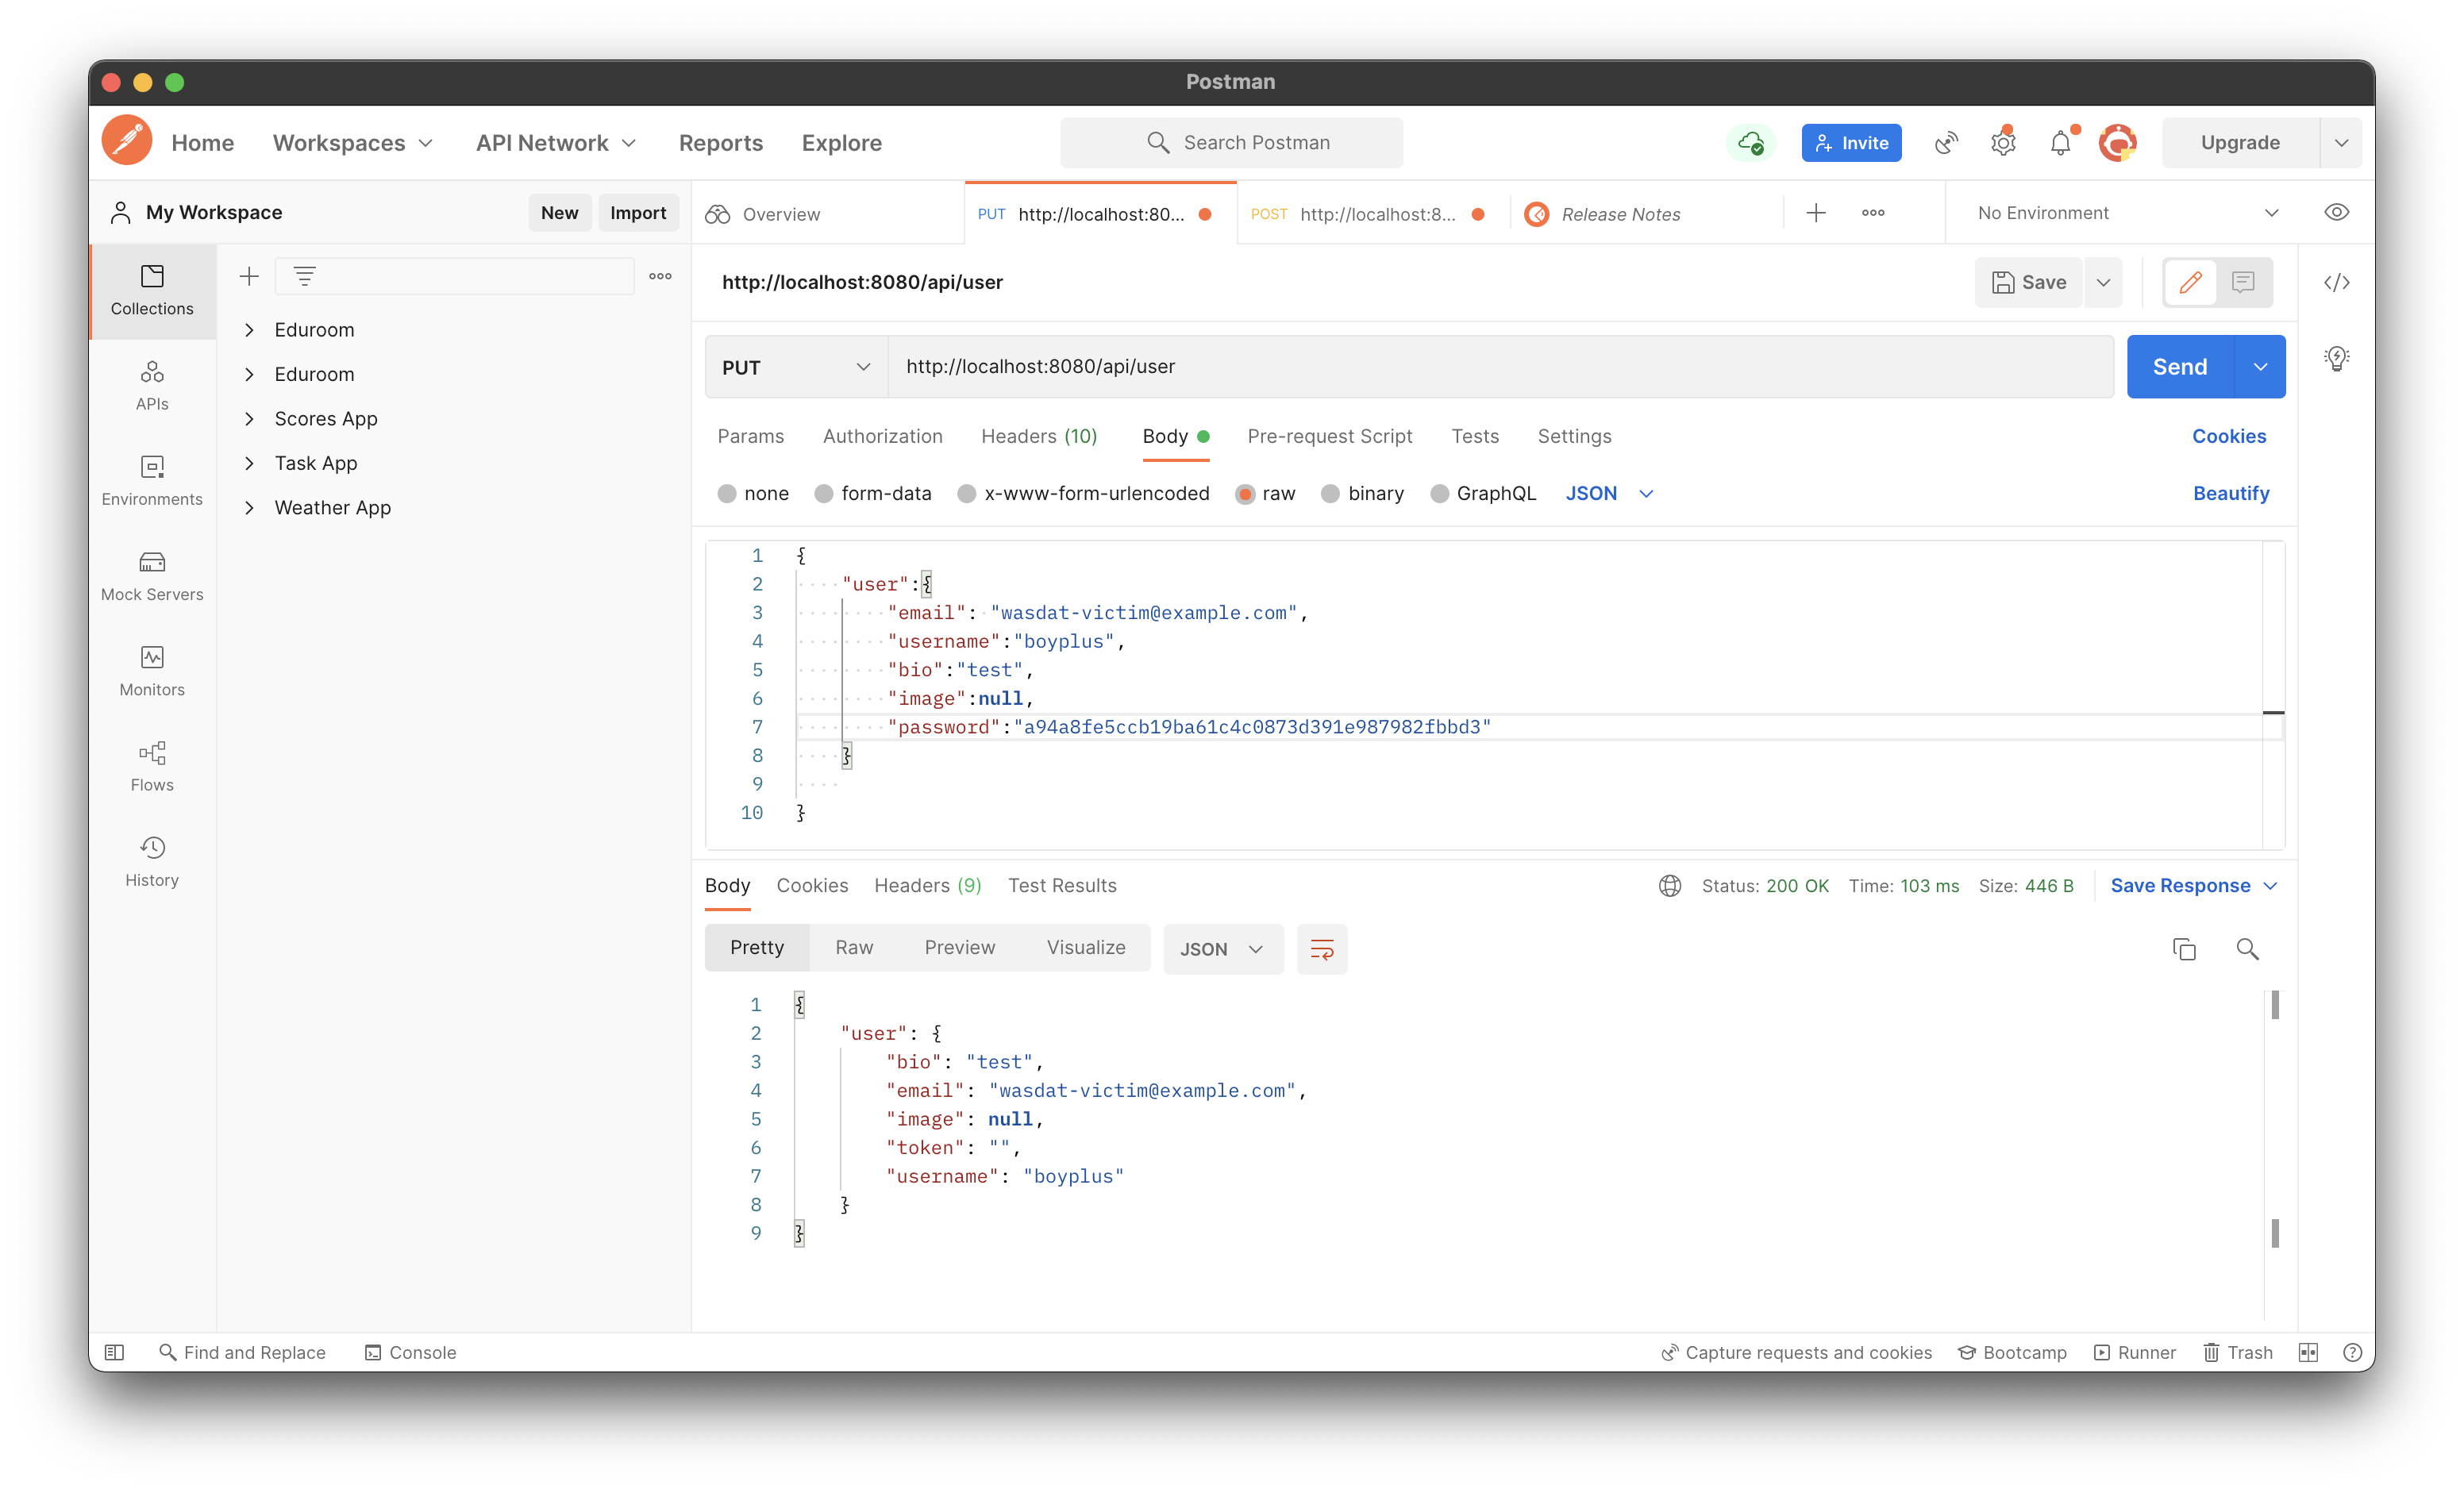 Postman
Home Workspaces API Network Reports Explore Search Postman Invite Upgrade
My Workspace New Import Overview PUT http://localhost:80... POST http://localhost:8... Release Notes No Environment
Collections
APIs
Environments
Mock Servers
Monitors
Flows
History
Eduroom
Eduroom
Scores App
Task App
Weather App
http://localhost:8080/api/user Save
PUT http://localhost:8080/api/user Send
Params Authorization Headers (10) Body Pre-request Script Tests Settings Cookies
none form-data x-www-form-urlencoded raw binary GraphQL JSON Beautify
1 {
2 "user":{
3 "email": "wasdat-victim@example.com",
4 "username":"boyplus",
5 "bio":"test",
6 "image":null,
7 "password":"a94a8fe5ccb19ba61c4c0873d391e987982fbbd3"
8 }
9
10 }
Body Cookies Headers (9) Test Results Status: 200 OK Time: 103 ms Size: 446 B Save Response
Pretty Raw Preview Visualize JSON
1 {
2 "user": {
3 "bio": "test",
4 "email": "wasdat-victim@example.com",
5 "image": null,
6 "token": "",
7 "username": "boyplus"
8 }
9 }
Find and Replace Console Capture requests and cookies Bootcamp Runner Trash